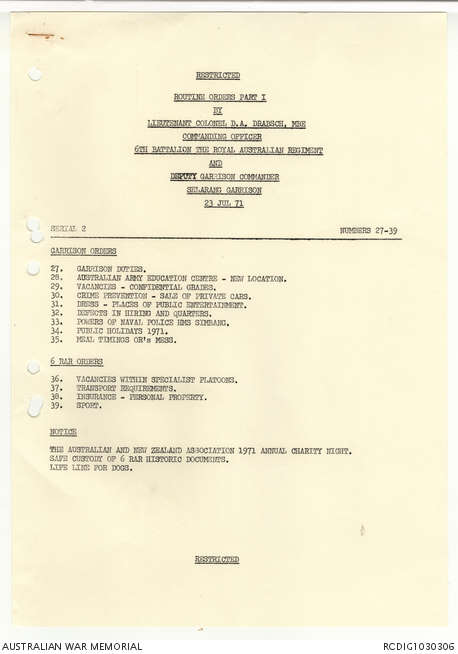 RESTRICTED
ROUTINE ORDERS PART I
BY
LIEUTENANT COLONEL D.A. DRABSCH, MBE
COMMANDING OFFICER
6TH BATTALION THE ROYAL AUSTRALIAN REGIMENT
AND
DEPUTY GARRISON COMMANDER
SELARANG GARRISON
23 JUL 71
SERIAL 2 NUMBERS 27-39
GARRISON ORDERS
27. GARRISON DUTIES.
28. AUSTRALIAN ARMY EDUCATION CENTRE - NEW LOCATION.
29. VACANCIES - CONFIDENTIAL GRADES.
30. CRIME PREVENTION - SALE OF PRIVATE CARS.
31. DRESS - PLACES OF PUBLIC ENTERTAINMENT.
32. DEFECTS IN HIRING AND QUARTERS.
33. POWERS OF NAVAL POLICE HMS SIMBANG.
34. PUBLIC HOLIDAYS 1971.
35. MEAL TIMINGS OR's MESS.
6 RAR ORDERS
36. VACANCIES WITHIN SPECIALIST PLATOONS.
37. TRANSPORT REQUIREMENTS.
38. INSURANCE - PERSONAL PROPERTY.
39. SPORT.
NOTICE
THE AUSTRALIAN AND NEW ZEALAND ASSOCIATION 1971 ANNUAL CHARITY NIGHT.
SAFE CUSTODY OF 6 RAR HISTORIC DOCUMENTS.
LIFE LINE FOR DOGS.
RESTRICTED
AUSTRALIAN WAR MEMORIAL RCDIG1030306